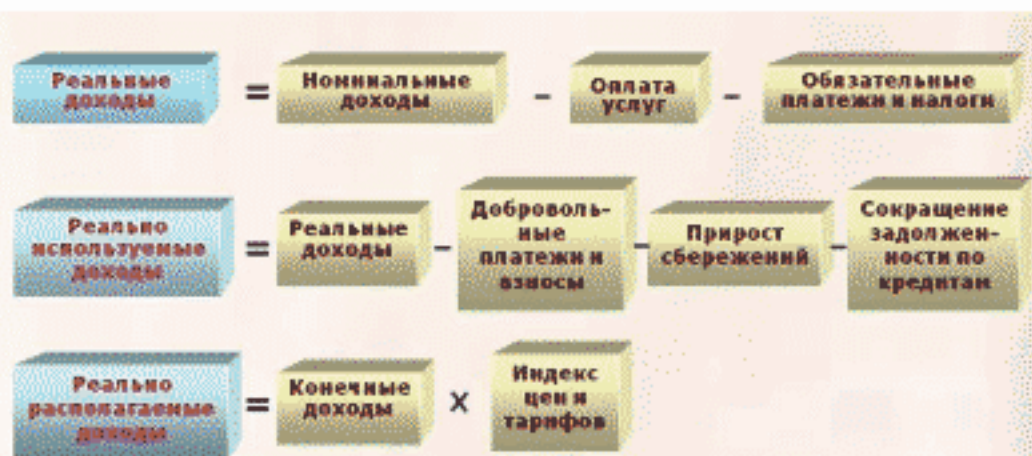 Реальные доходы = Номинальные доходы - Оплата услуг - Обязательные платежи и налоги
Реально используемые доходы = Реальные доходы - Доброволь- ные платежи и взносы - Прирост сбережений - Сокращение задолжен- ности по кредитам
Реально располагаемые доходы = Конечные доходы х Индекс цен и тарифов